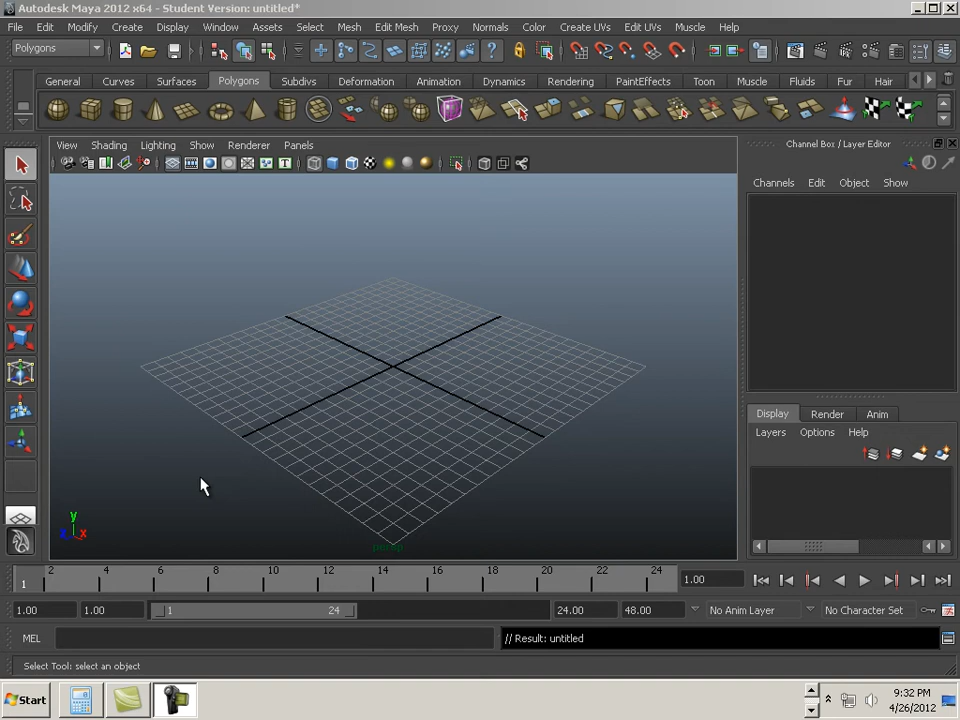 Autodesk Maya 2012 x64 - Student Version: untitled*
File Edit Modify Create Display Window Assets Select Mesh Edit Mesh Proxy Normals Color Create UVs Edit UVs Muscle Help
Polygons
General Curves Surfaces Polygons Subdivs Deformation Animation Dynamics Rendering PaintEffects Toon Muscle Fluids Fur Hair
View Shading Lighting Show Renderer Panels
Channel Box / Layer Editor
Channels Edit Object Show
Display Render Anim
Layers Options Help
y
z x
persp
2 4 6 8 10 12 14 16 18 20 22 24
1
1.00
1.00 1.00 1 24 24.00 48.00 No Anim Layer No Character Set
MEL // Result: untitled
Select Tool: select an object
Start
9:32 PM
4/26/2012